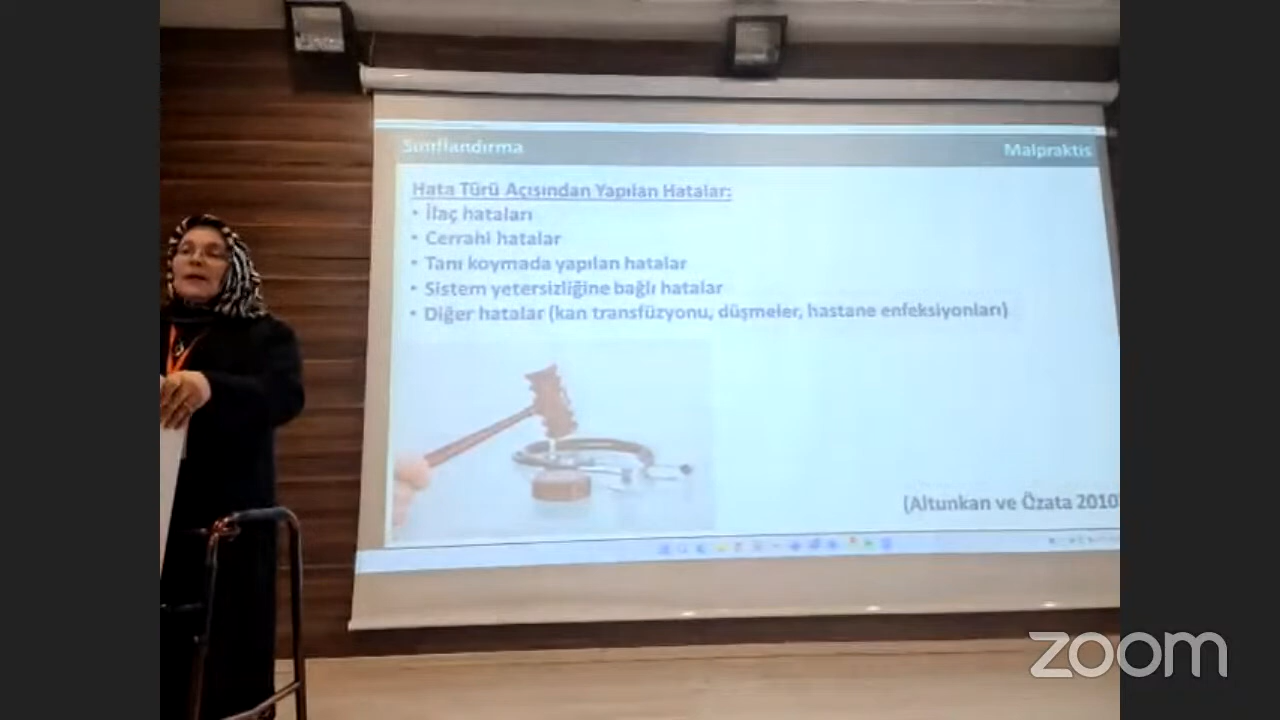 Sınıflandırma
Malpraktis
Hata Türü Açısından Yapılan Hatalar:
• İlaç hataları
• Cerrahi hatalar
• Tanı koymada yapılan hatalar
• Sistem yetersizliğine bağlı hatalar
• Diğer hatalar (kan transfüzyonu, düşmeler, hastane enfeksiyonları)
(Altunkan ve Özata 2010)
zoom